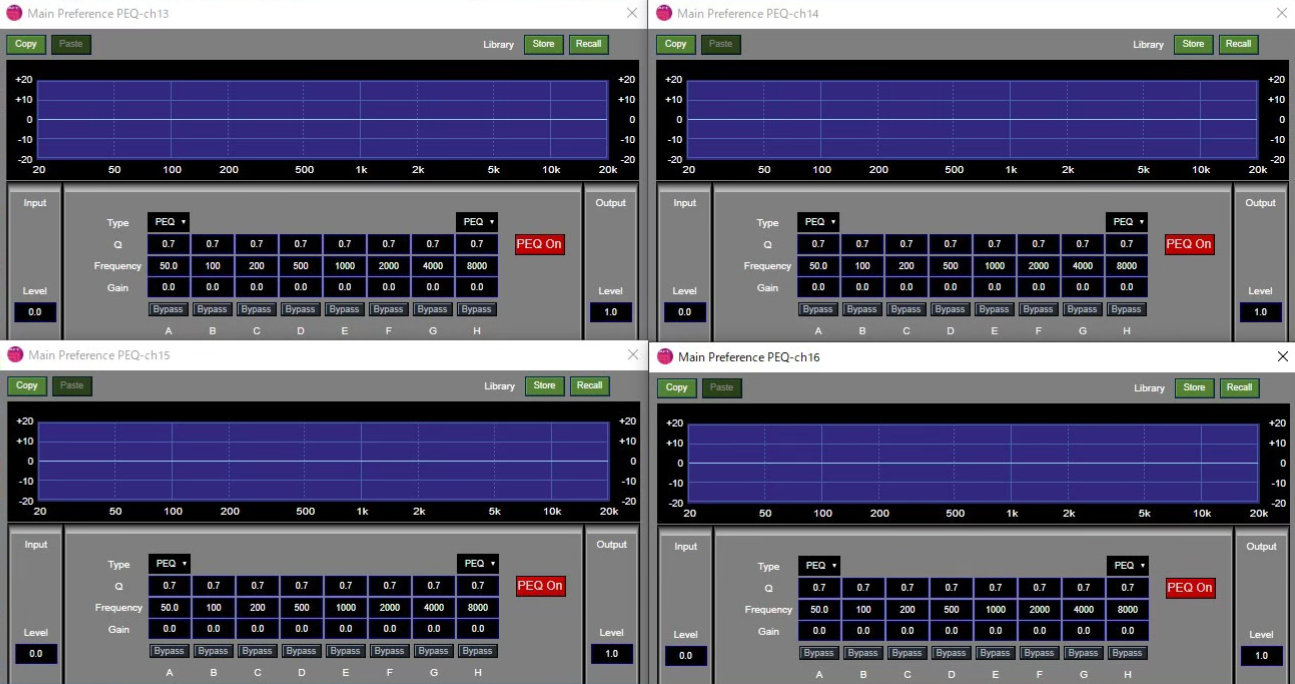 Main Preference PEQ-ch13
Copy Paste Library Store Recall
+20 +20
+10 +10
0 0
-10 -10
-20 -20
20 50 100 200 500 1k 2k 5k 10k 20k
Input Output
Type PEQ PEQ
Q 0.7 0.7 0.7 0.7 0.7 0.7 0.7 0.7 PEQ On
Frequency 50.0 100 200 500 1000 2000 4000 8000
Gain 0.0 0.0 0.0 0.0 0.0 0.0 0.0 0.0
Level Level
0.0 Bypass Bypass Bypass Bypass Bypass Bypass Bypass Bypass 1.0
A B C D E F G H
Main Preference PEQ-ch14
Copy Paste Library Store Recall
+20 +20
+10 +10
0 0
-10 -10
-20 -20
20 50 100 200 500 1k 2k 5k 10k 20k
Input Output
Type PEQ PEQ
Q 0.7 0.7 0.7 0.7 0.7 0.7 0.7 0.7 PEQ On
Frequency 50.0 100 200 500 1000 2000 4000 8000
Gain 0.0 0.0 0.0 0.0 0.0 0.0 0.0 0.0
Level Level
0.0 Bypass Bypass Bypass Bypass Bypass Bypass Bypass Bypass 1.0
A B C D E F G H
Main Preference PEQ-ch15
Copy Paste Library Store Recall
+20 +20
+10 +10
0 0
-10 -10
-20 -20
20 50 100 200 500 1k 2k 5k 10k 20k
Input Output
Type PEQ PEQ
Q 0.7 0.7 0.7 0.7 0.7 0.7 0.7 0.7 PEQ On
Frequency 50.0 100 200 500 1000 2000 4000 8000
Gain 0.0 0.0 0.0 0.0 0.0 0.0 0.0 0.0
Level Level
0.0 Bypass Bypass Bypass Bypass Bypass Bypass Bypass Bypass 1.0
A B C D E F G H
Main Preference PEQ-ch16
Copy Paste Library Store Recall
+20 +20
+10 +10
0 0
-10 -10
-20 -20
20 50 100 200 500 1k 2k 5k 10k 20k
Input Output
Type PEQ PEQ
Q 0.7 0.7 0.7 0.7 0.7 0.7 0.7 0.7 PEQ On
Frequency 50.0 100 200 500 1000 2000 4000 8000
Gain 0.0 0.0 0.0 0.0 0.0 0.0 0.0 0.0
Level Level
0.0 Bypass Bypass Bypass Bypass Bypass Bypass Bypass Bypass 1.0
A B C D E F G H